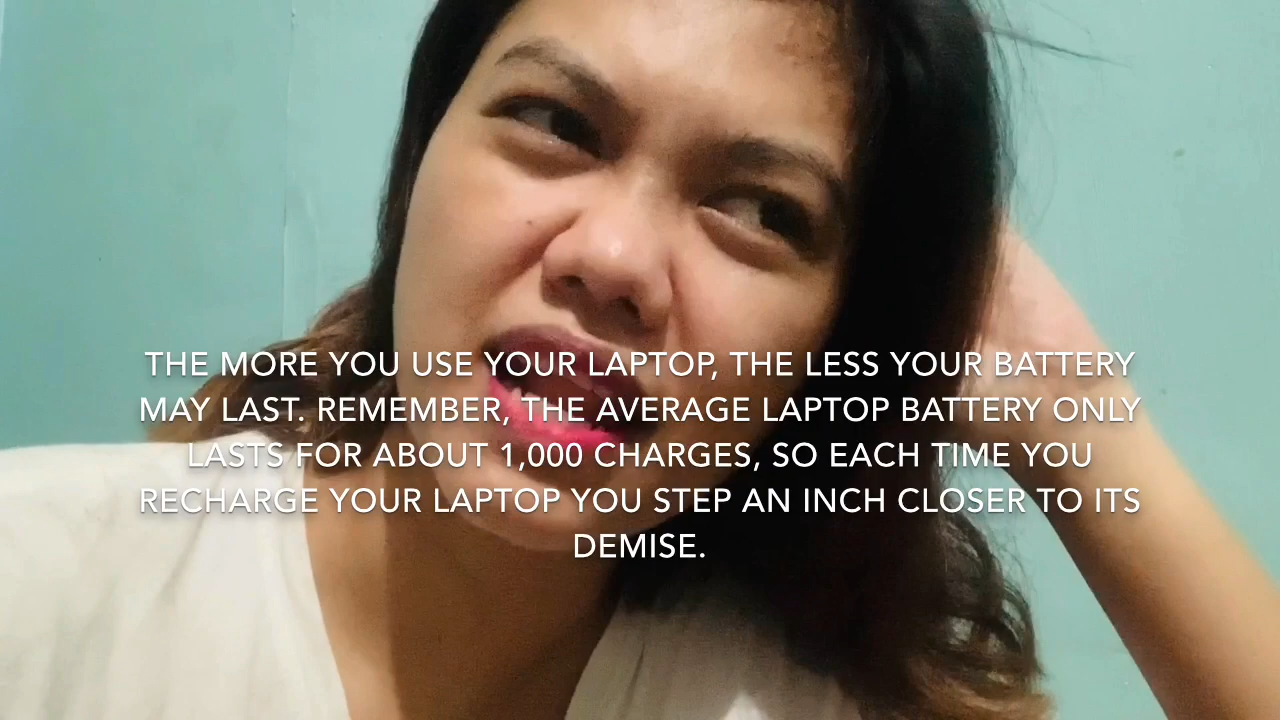 THE MORE YOU USE YOUR LAPTOP, THE LESS YOUR BATTERY
MAY LAST. REMEMBER, THE AVERAGE LAPTOP BATTERY ONLY
LASTS FOR ABOUT 1,000 CHARGES, SO EACH TIME YOU
RECHARGE YOUR LAPTOP YOU STEP AN INCH CLOSER TO ITS
DEMISE.